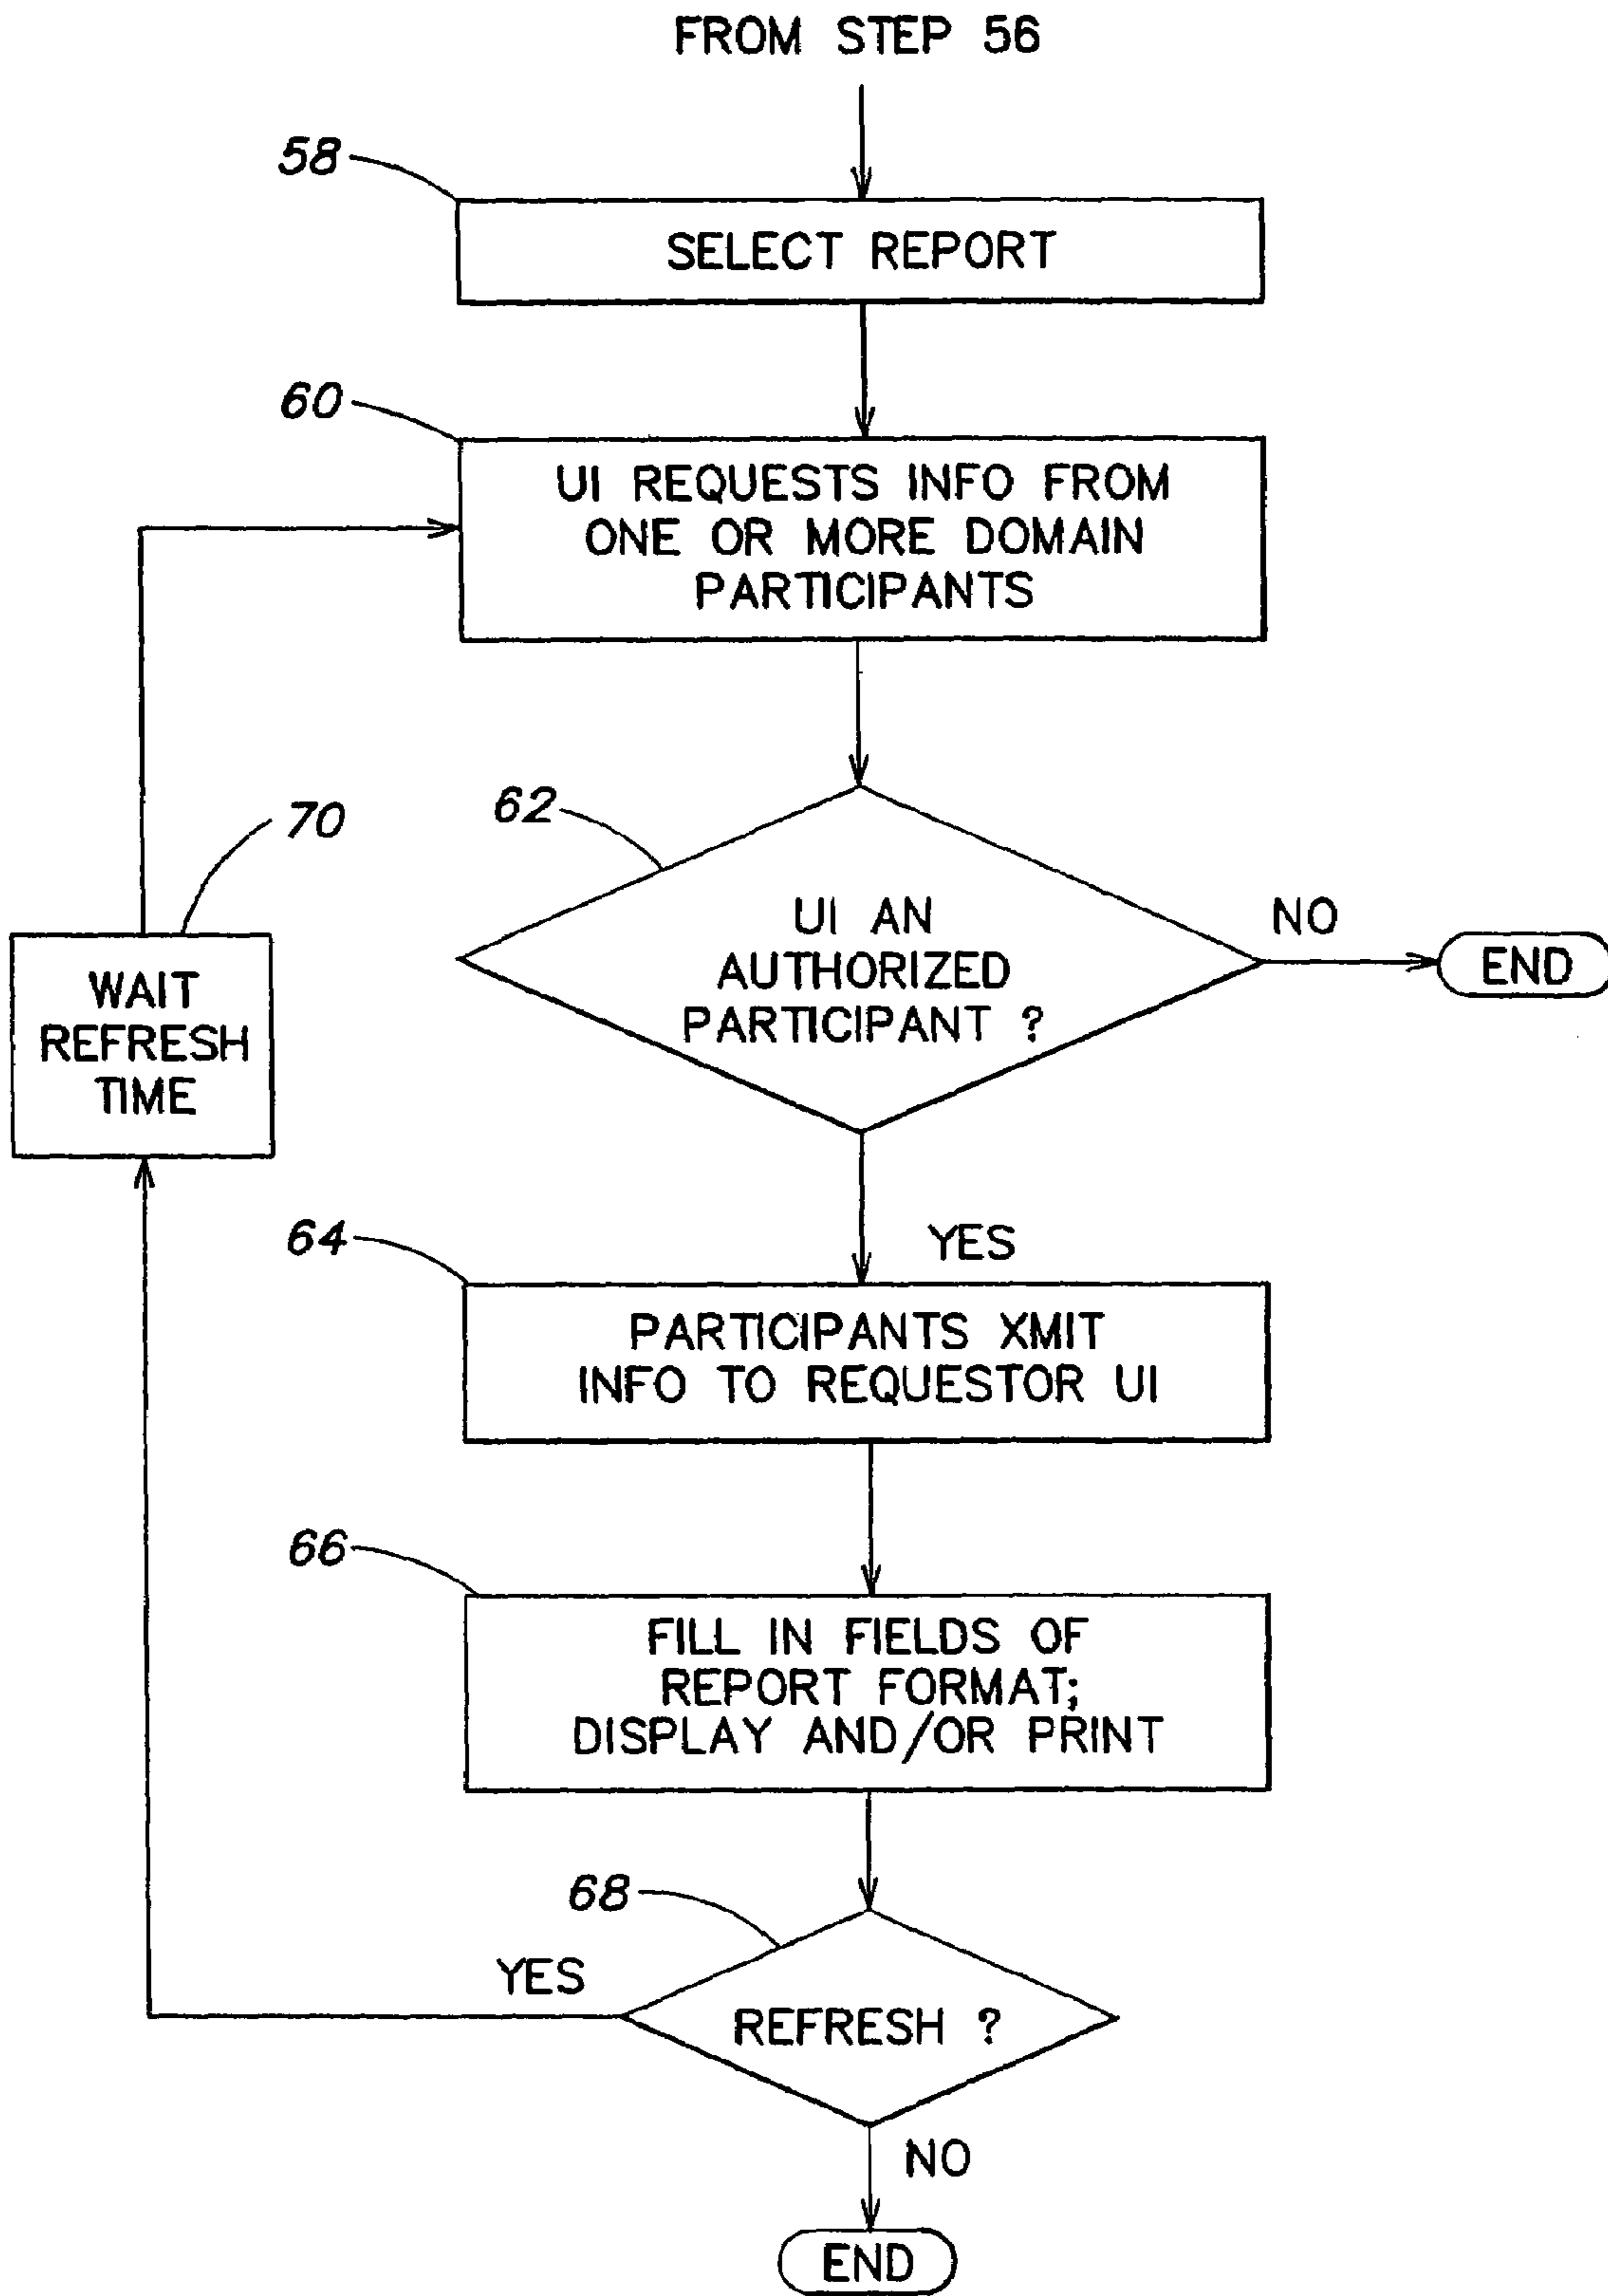 FROM STEP 56
58
SELECT REPORT
60
UI REQUESTS INFO FROM
ONE OR MORE DOMAIN
PARTICIPANTS
62
UI AN
AUTHORIZED
PARTICIPANT ?
NO
END
70
WAIT
REFRESH
TIME
YES
64
PARTICIPANTS XMIT
INFO TO REQUESTOR UI
66
FILL IN FIELDS OF
REPORT FORMAT;
DISPLAY AND/OR PRINT
68
YES
REFRESH ?
NO
END